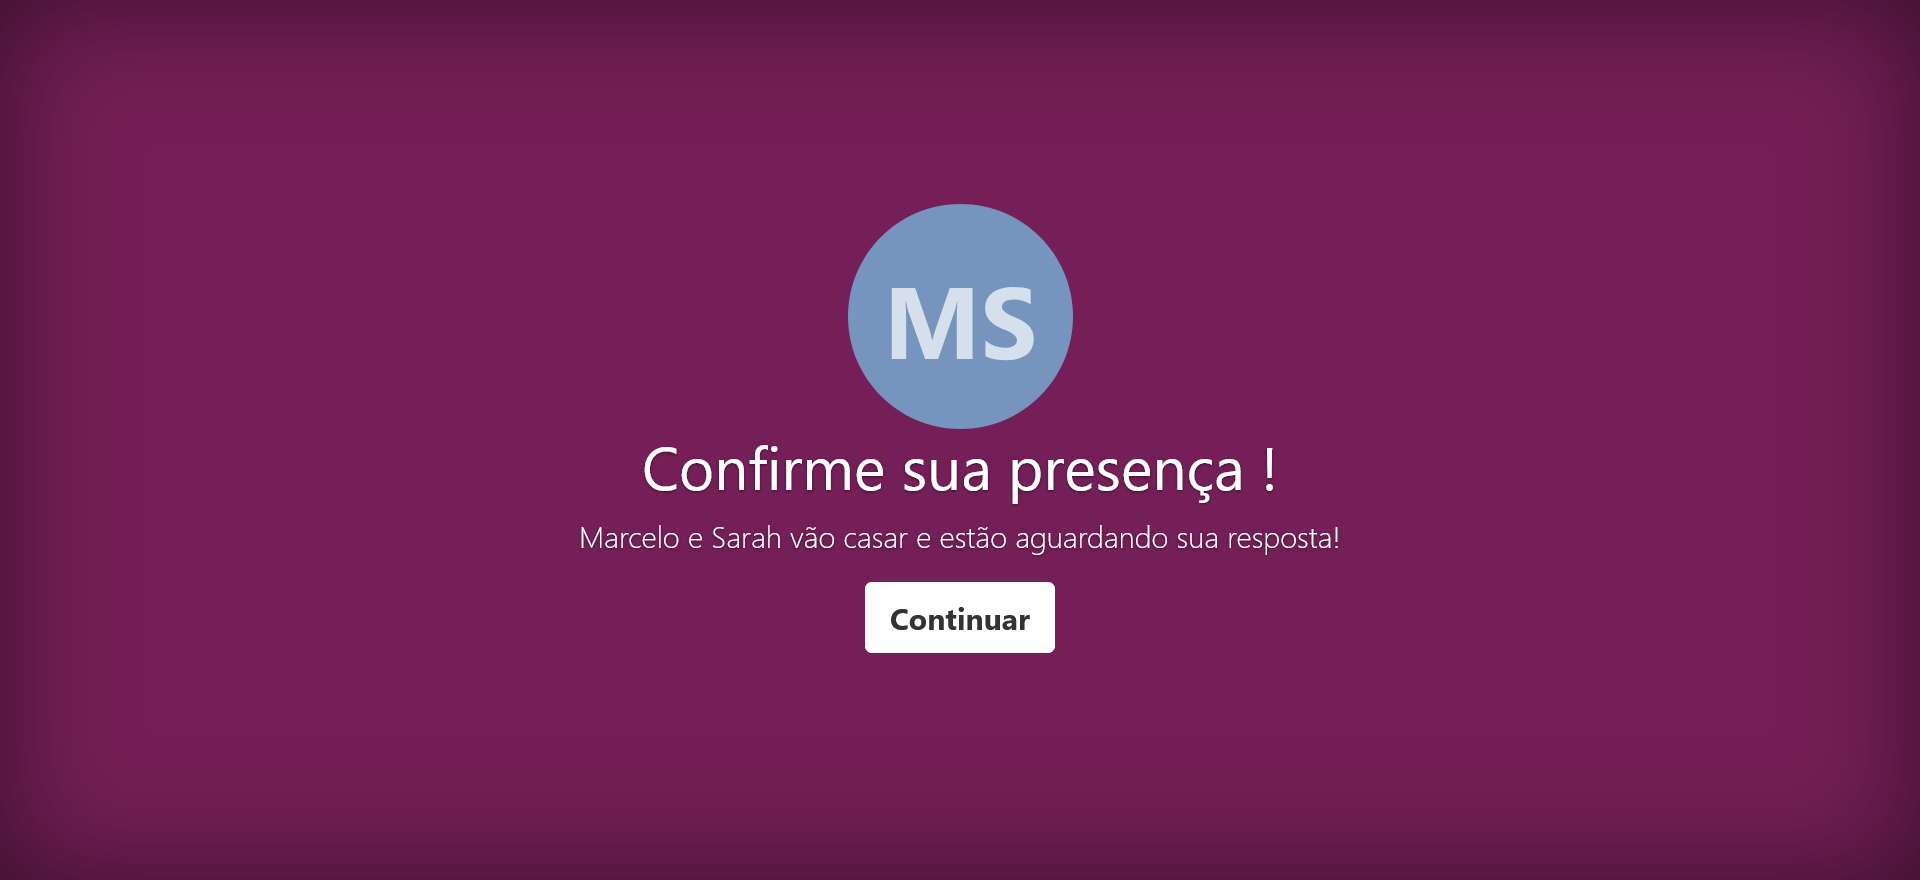 MS
Confirme sua presença !
Marcelo e Sarah vão casar e estão aguardando sua resposta!
Continuar